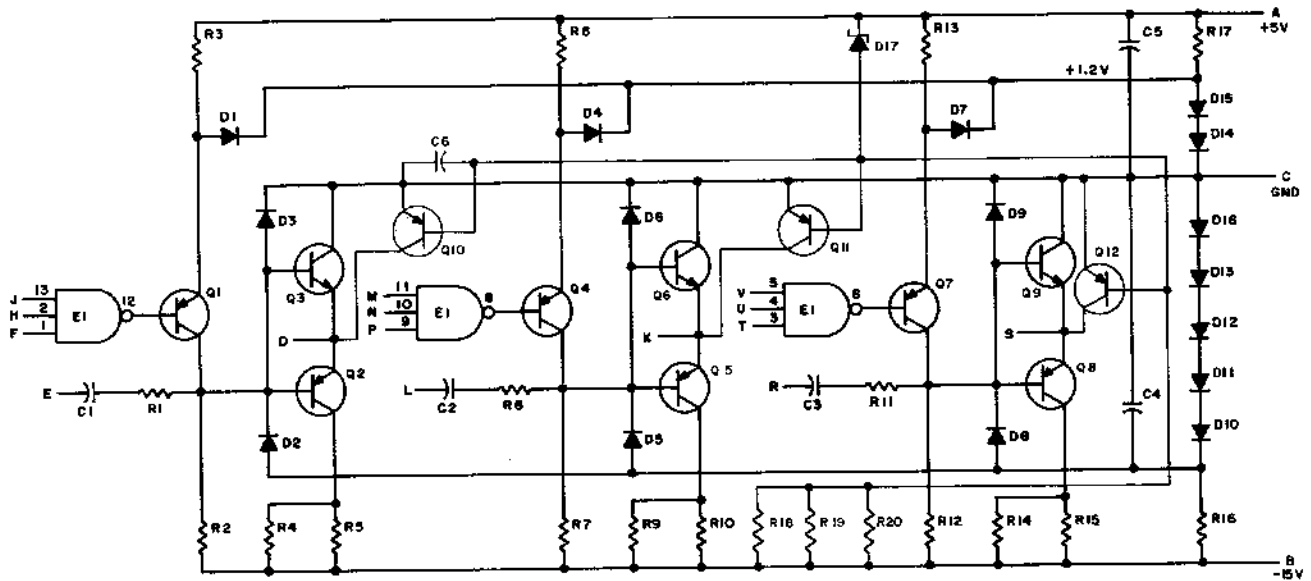 R3
R6
D17
R13
C5
R17
A
+5V
+1.2V
D1
D4
D7
D15
D14
C6
C
GND
D3
Q10
D6
Q11
D9
Q12
D16
Q3
Q6
Q9
D13
J 13
H 2
F 1
E1
12
Q1
M 11
N 10
P 9
E1
8
Q4
V 5
U 4
T 3
E1
6
Q7
D
K
S
D12
E
C1
R1
Q2
L
C2
R6
Q5
R
C3
R11
Q8
C4
D11
D2
D5
D8
D10
R2
R4
R5
R7
R9
R10
R18
R19
R20
R12
R14
R15
R16
B
-15V